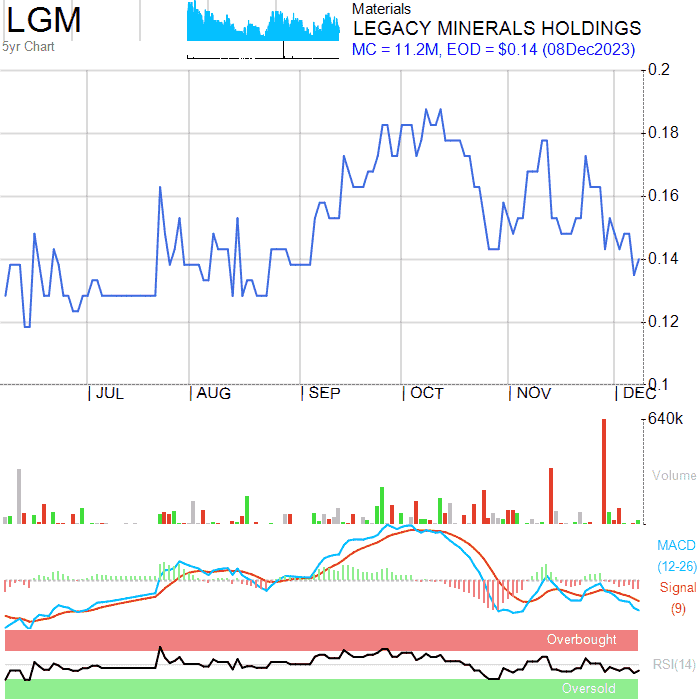 LGM
5yr Chart
Materials
LEGACY MINERALS HOLDINGS
MC = 11.2M, EOD = $0.14 (08Dec2023)
0.2
0.18
0.16
0.14
0.12
0.1
JUL AUG SEP OCT NOV DEC
640k
Volume
MACD
(12-26)
Signal
(9)
Overbought
RSI(14)
Oversold